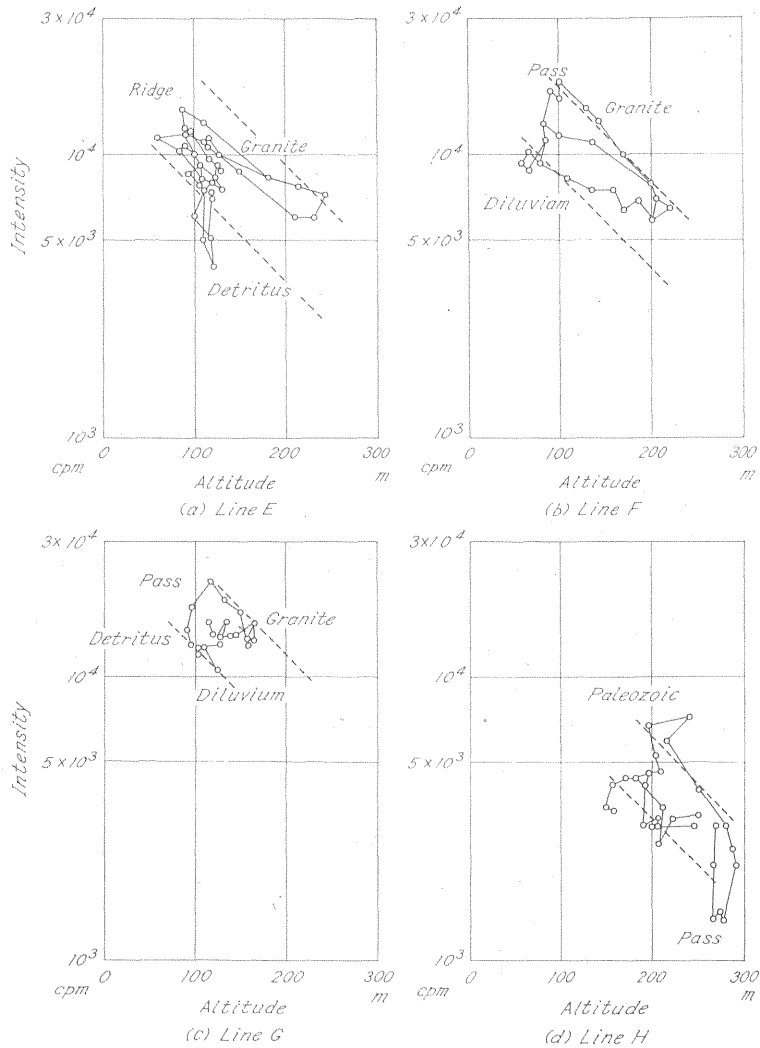 3×10⁴
Ridge
10⁴
Granite
Intensity
5×10³
Detritus
10³
cpm
0
100
200
300
m
Altitude
(a) Line E
3×10⁴
Pass
Granite
10⁴
Diluviam
5×10³
10³
cpm
0
100
200
300
m
Altitude
(b) Line F
3×10⁴
Pass
Granite
Detritus
10⁴
Diluvium
Intensity
5×10³
10³
cpm
0
100
200
300
m
Altitude
(c) Line G
3×10⁴
10⁴
Paleozoic
5×10³
Pass
10³
cpm
0
100
200
300
m
Altitude
(d) Line H